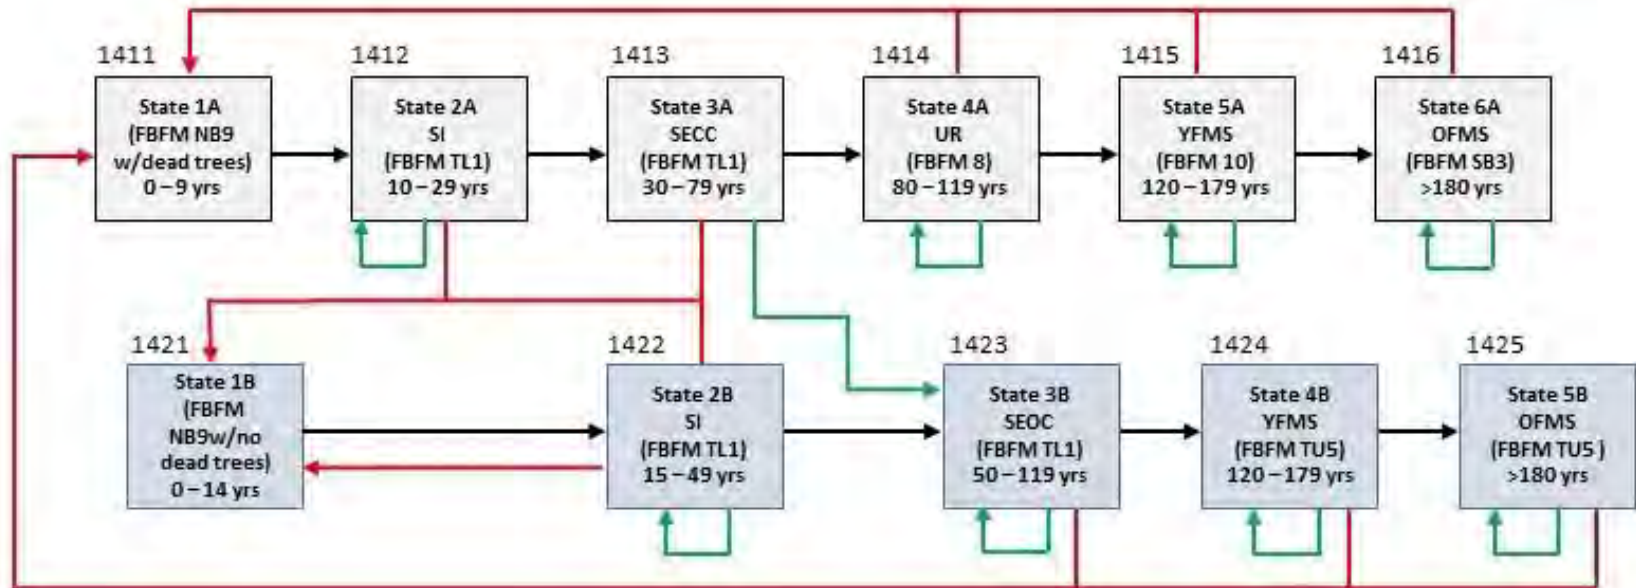 1411
State 1A
(FBFM NB9
w/dead trees)
0 – 9 yrs
1412
State 2A
SI
(FBFM TL1)
10 – 29 yrs
1413
State 3A
SECC
(FBFM TL1)
30 – 79 yrs
1414
State 4A
UR
(FBFM 8)
80 – 119 yrs
1415
State 5A
YFMS
(FBFM 10)
120 – 179 yrs
1416
State 6A
OFMS
(FBFM SB3)
>180 yrs
1421
State 1B
(FBFM
NB9w/no
dead trees)
0 – 14 yrs
1422
State 2B
SI
(FBFM TL1)
15 – 49 yrs
1423
State 3B
SEOC
(FBFM TL1)
50 – 119 yrs
1424
State 4B
YFMS
(FBFM TU5)
120 – 179 yrs
1425
State 5B
OFMS
(FBFM TU5 )
>180 yrs